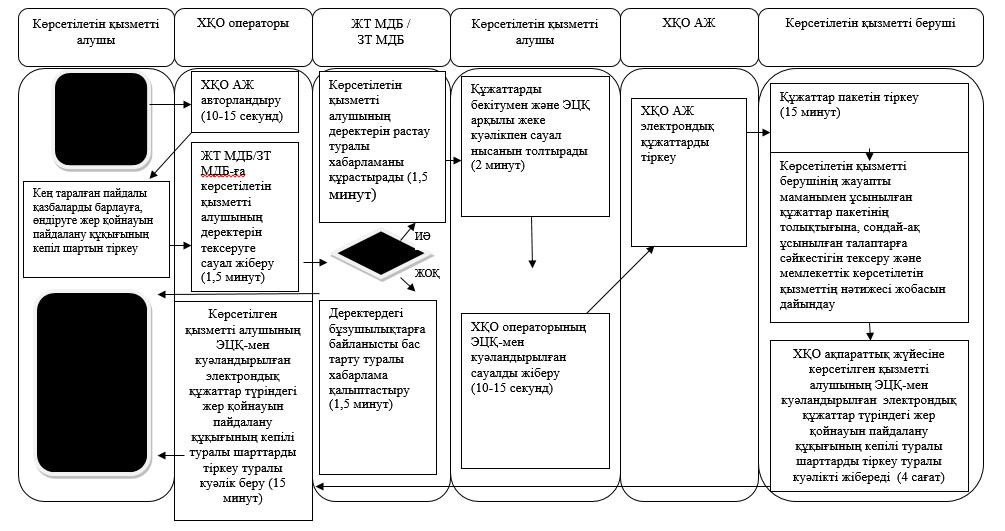 Көрсетілетін қызметті
алушы
ХҚО операторы
ЖТ МДБ /
ЗТ МДБ
Көрсетілетін қызметті
алушы
ХҚО АЖ
Көрсетілетін қызметті беруші
ХҚО АЖ
авторландыру
(10-15 секунд)
Кең таралған пайдалы
қазбаларды барлауға,
өндіруге жер қойнауын
пайдалану құқығының
кепіл шартын тіркеу
ЖТ МДБ/ЗТ
МДБ-ға
көрсетілетін
қызметті
алушының
деректерін
тексеруге
сауал жіберу
(1,5 минут)
Көрсетілген
қызметті алушының
ЭЦҚ-мен
куәландырылған
электрондық
құжаттар түріндегі
жер қойнауын
пайдалану
құқығының кепілі
туралы шарттарды
тіркеу туралы
куәлік беру (15
минут)
Көрсетілетін
қызметті
алушының
деректерін растау
туралы
хабарламаны
құрастырады (1,5
минут)
ИӘ
ЖОҚ
Деректердегі
бұзушылықтарға
байланысты бас
тарту туралы
хабарлама
қалыптастыру
(1,5 минут)
Құжаттарды
бекітумен және ЭЦҚ
арқылы жеке
куәлікпен сауал
нысанын толтырады
(2 минут)
ХҚО операторының
ЭЦҚ-мен
куәландырылған
сауалды жіберу
(10-15 секунд)
ХҚО АЖ
электрондық
құжаттарды
тіркеу
Құжаттар пакетін тіркеу
(15 минут)
Көрсетілетін қызметті
берушінің жауапты
маманымен ұсынылған
құжаттар пакетінің
толықтығына, сондай-ақ
ұсынылған талаптарға
сәйкестігін тексеру және
мемлекеттік көрсетілетін
қызметтің нәтижесі жобасын
дайындау
ХҚО ақпараттық жүйесіне
көрсетілген қызметті
алушының ЭЦҚ-мен
куәландырылған электрондық
құжаттар түріндегі жер
қойнауын пайдалану
құқығының кепілі туралы
шарттарды тіркеу туралы
куәлікті жібереді (4 сағат)